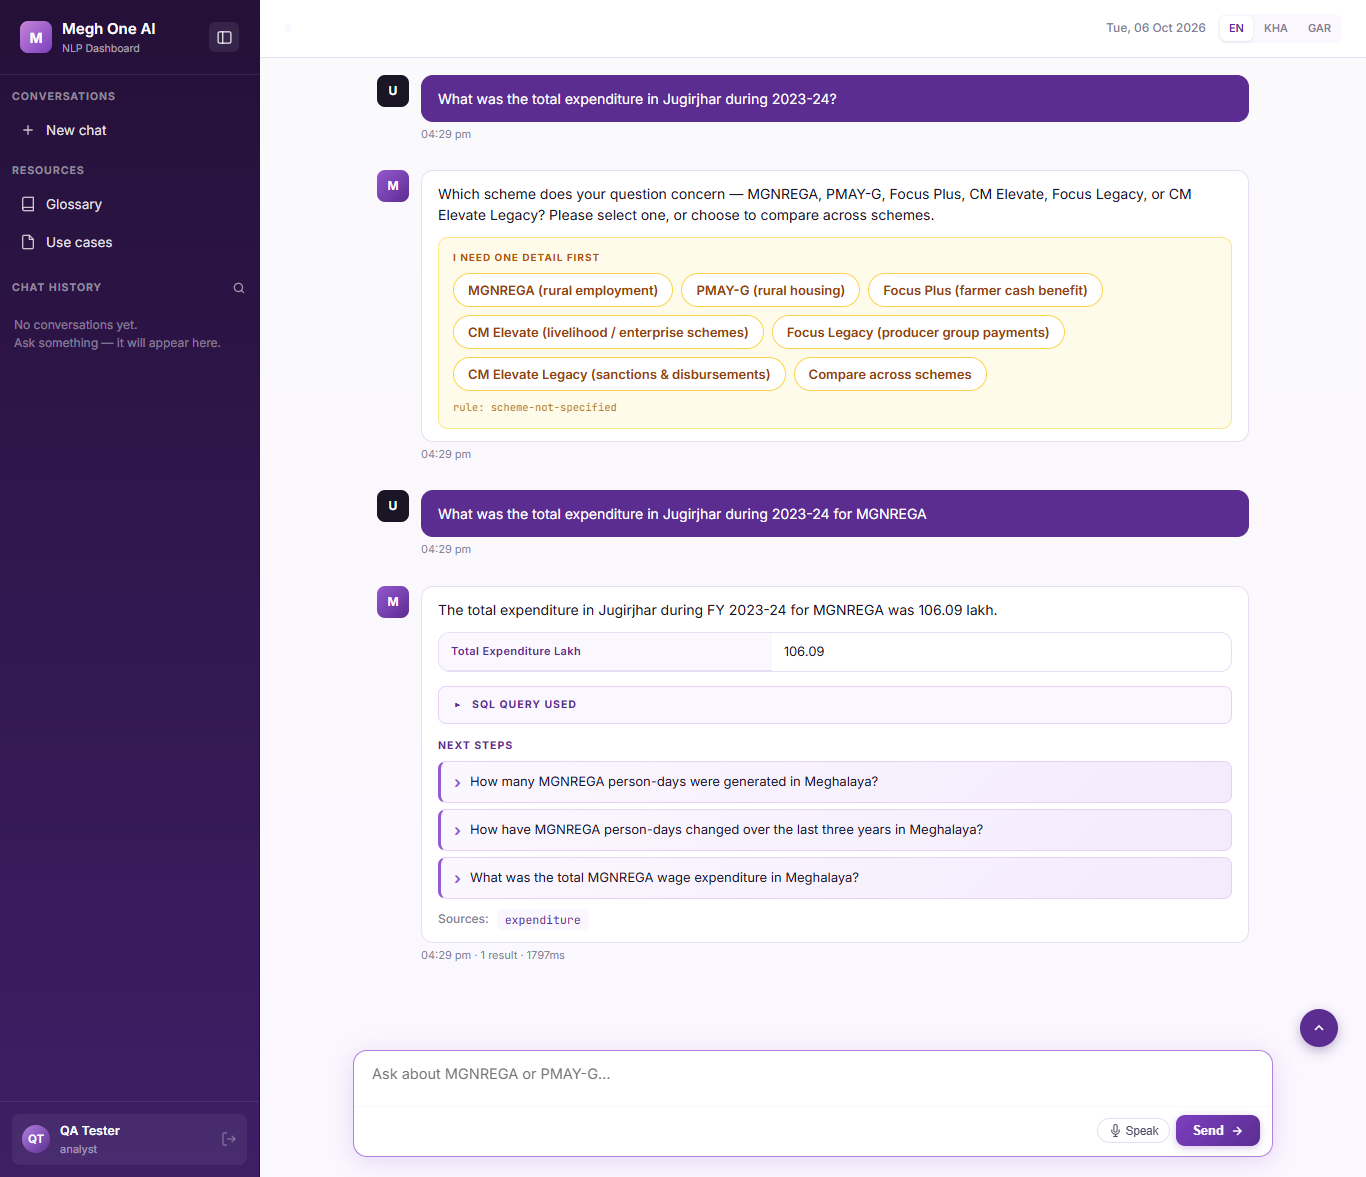 M
Megh One AI
NLP Dashboard
CONVERSATIONS
+ New chat
RESOURCES
Glossary
Use cases
CHAT HISTORY
No conversations yet.
Ask something — it will appear here.
QT
QA Tester
analyst
Tue, 06 Oct 2026
EN
KHA
GAR
U
What was the total expenditure in Jugirjhar during 2023-24?
04:29 pm
M
Which scheme does your question concern — MGNREGA, PMAY-G, Focus Plus, CM Elevate, Focus Legacy, or CM
Elevate Legacy? Please select one, or choose to compare across schemes.
I NEED ONE DETAIL FIRST
MGNREGA (rural employment)
PMAY-G (rural housing)
Focus Plus (farmer cash benefit)
CM Elevate (livelihood / enterprise schemes)
Focus Legacy (producer group payments)
CM Elevate Legacy (sanctions & disbursements)
Compare across schemes
rule: scheme-not-specified
04:29 pm
U
What was the total expenditure in Jugirjhar during 2023-24 for MGNREGA
04:29 pm
M
The total expenditure in Jugirjhar during FY 2023-24 for MGNREGA was 106.09 lakh.
Total Expenditure Lakh
106.09
SQL QUERY USED
NEXT STEPS
How many MGNREGA person-days were generated in Meghalaya?
How have MGNREGA person-days changed over the last three years in Meghalaya?
What was the total MGNREGA wage expenditure in Meghalaya?
Sources: expenditure
04:29 pm · 1 result · 1797ms
Ask about MGNREGA or PMAY-G...
Speak
Send →